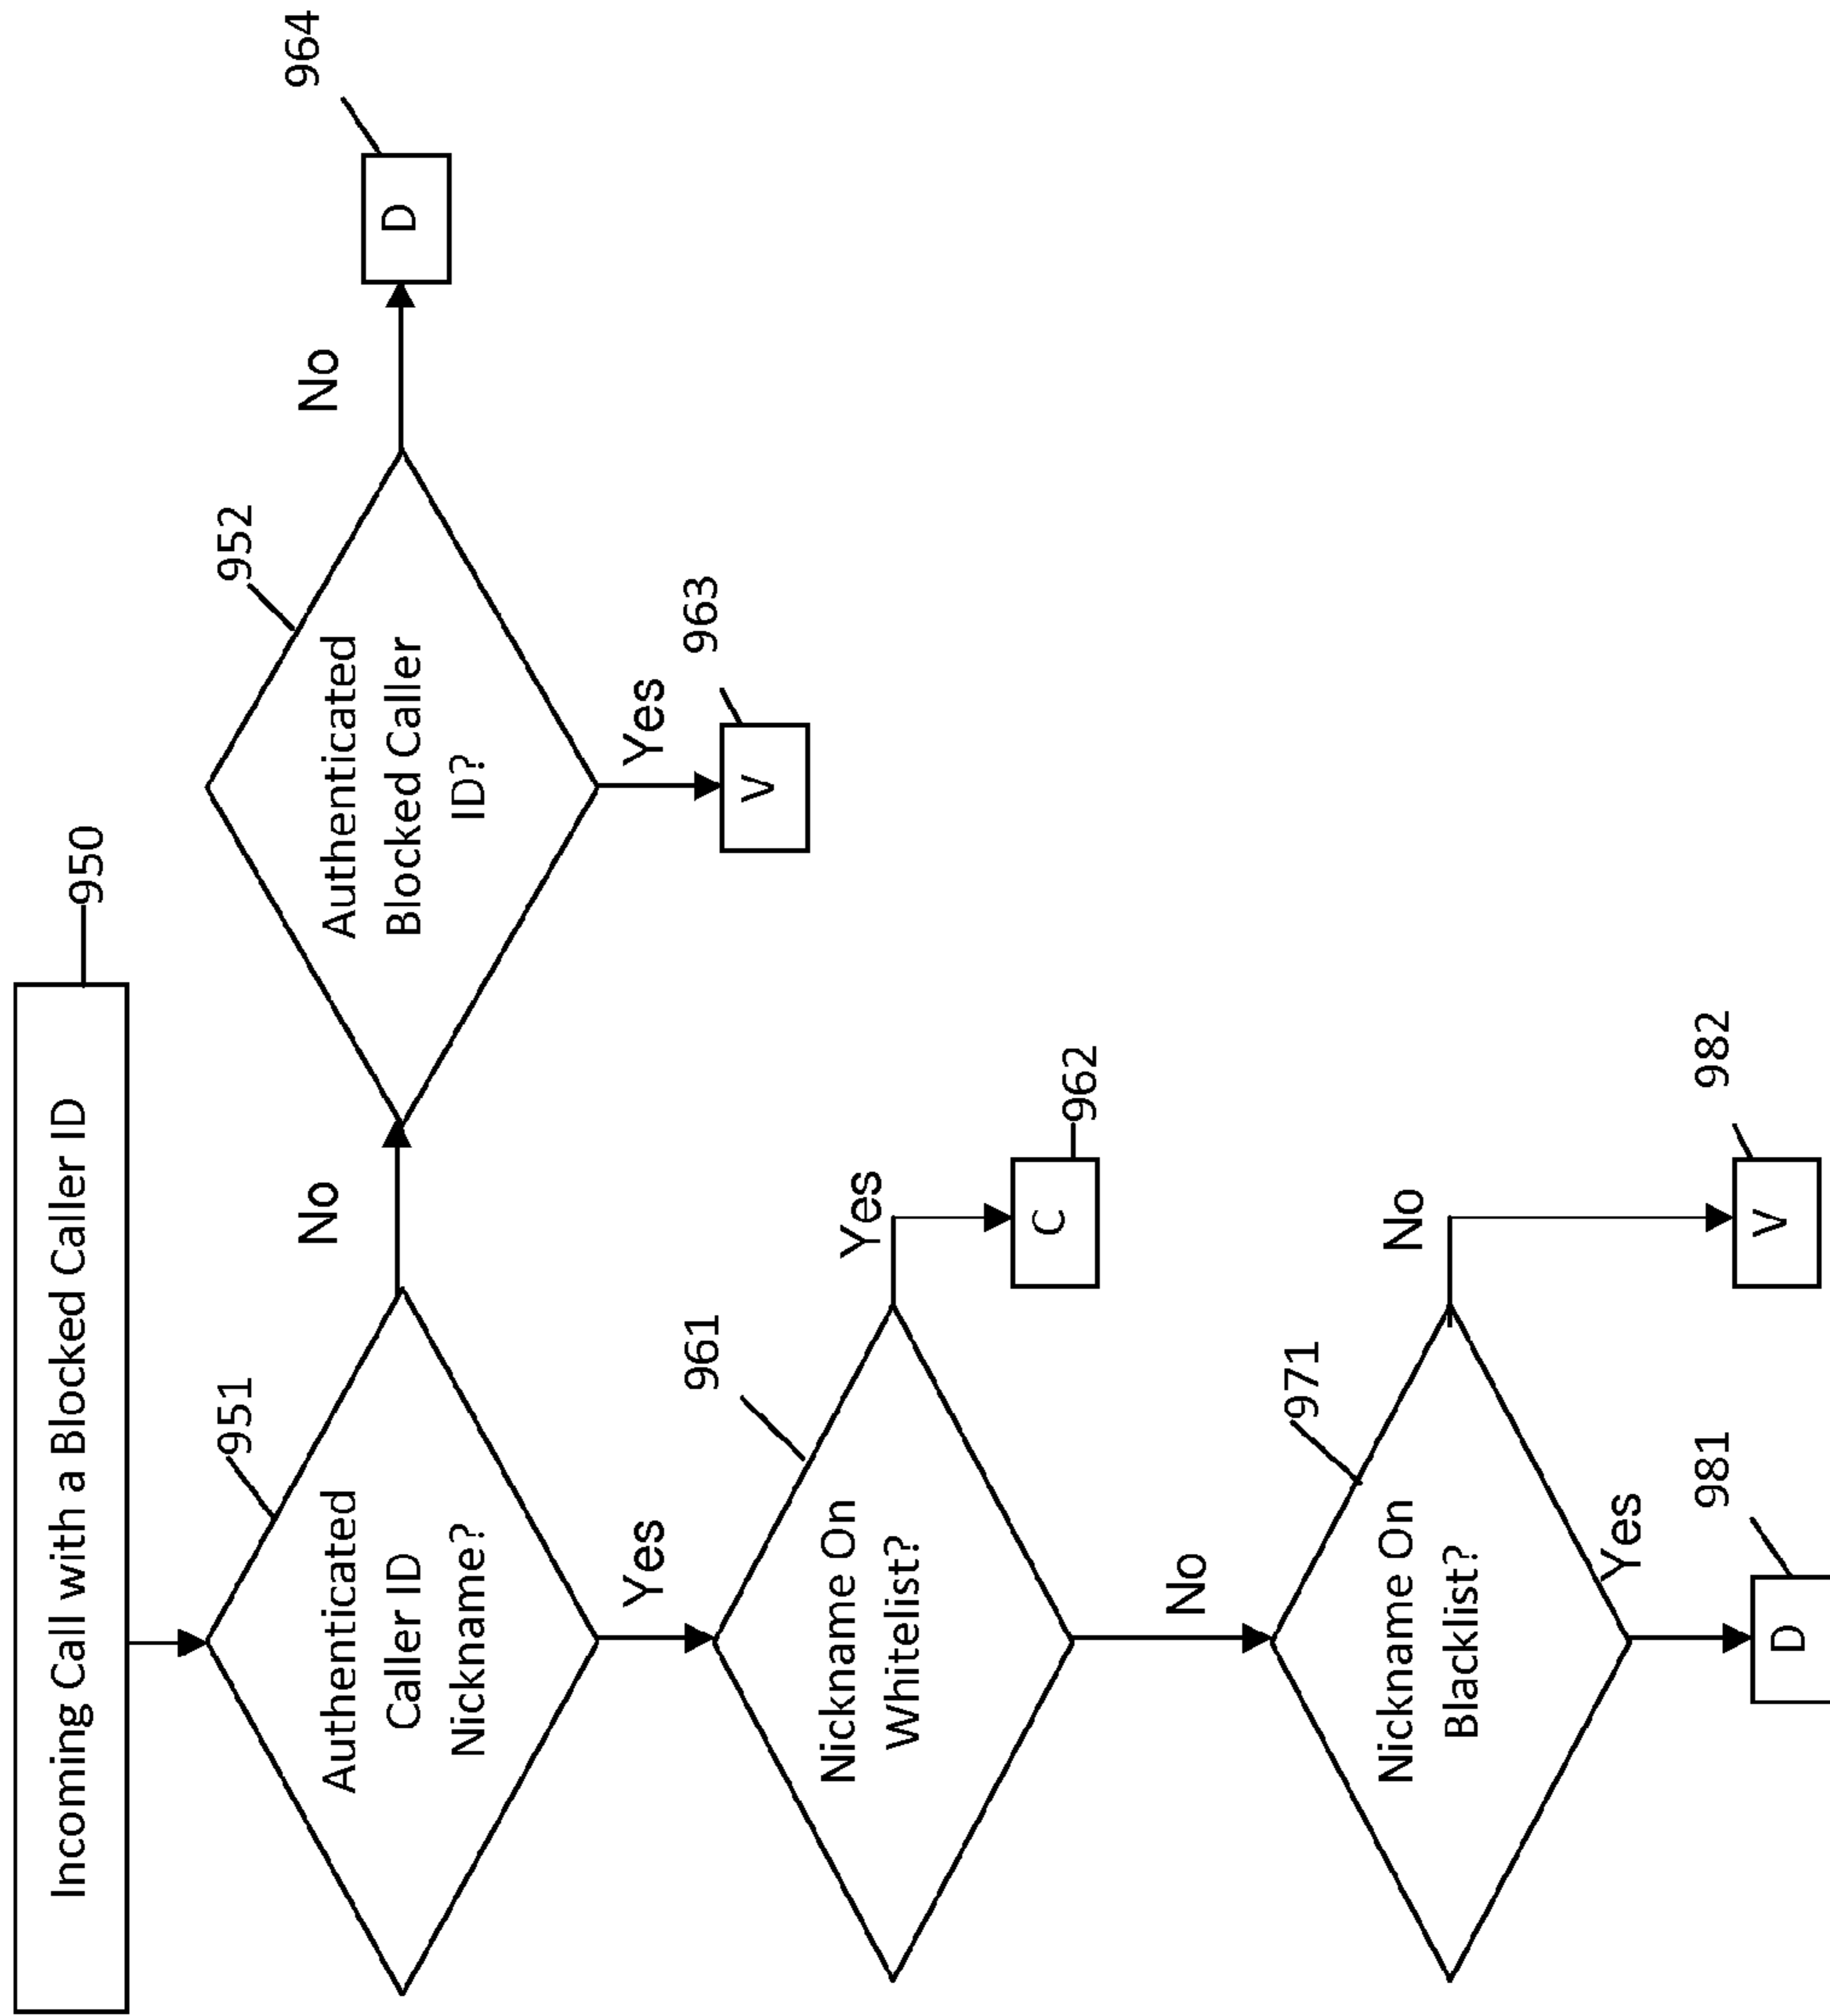 Incoming Call with a Blocked Caller ID
950
951
Authenticated
Caller ID
Nickname?
No
952
Authenticated
Blocked Caller
ID?
No
964
D
Yes
963
V
Yes
961
Nickname On
Whitelist?
Yes
962
C
No
971
Nickname On
Blacklist?
No
982
V
Yes
981
D